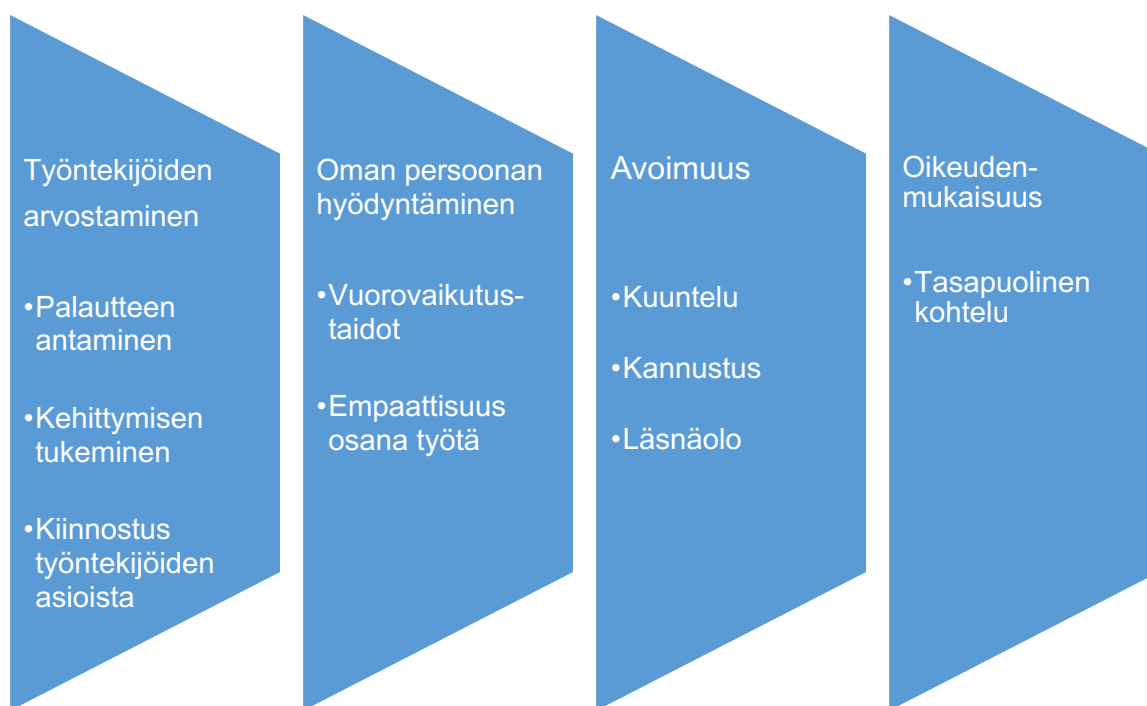 Työntekijöiden
arvostaminen
•Palautteen
antaminen
•Kehittymisen
tukeminen
•Kiinnostus
työntekijöiden
asioista
Oman persoonan
hyödyntäminen
•Vuorovaikutus-
taidot
•Empaattisuus
osana työtä
Avoimuus
•Kuuntelu
•Kannustus
•Läsnäolo
Oikeuden-
mukaisuus
•Tasapuolinen
kohtelu